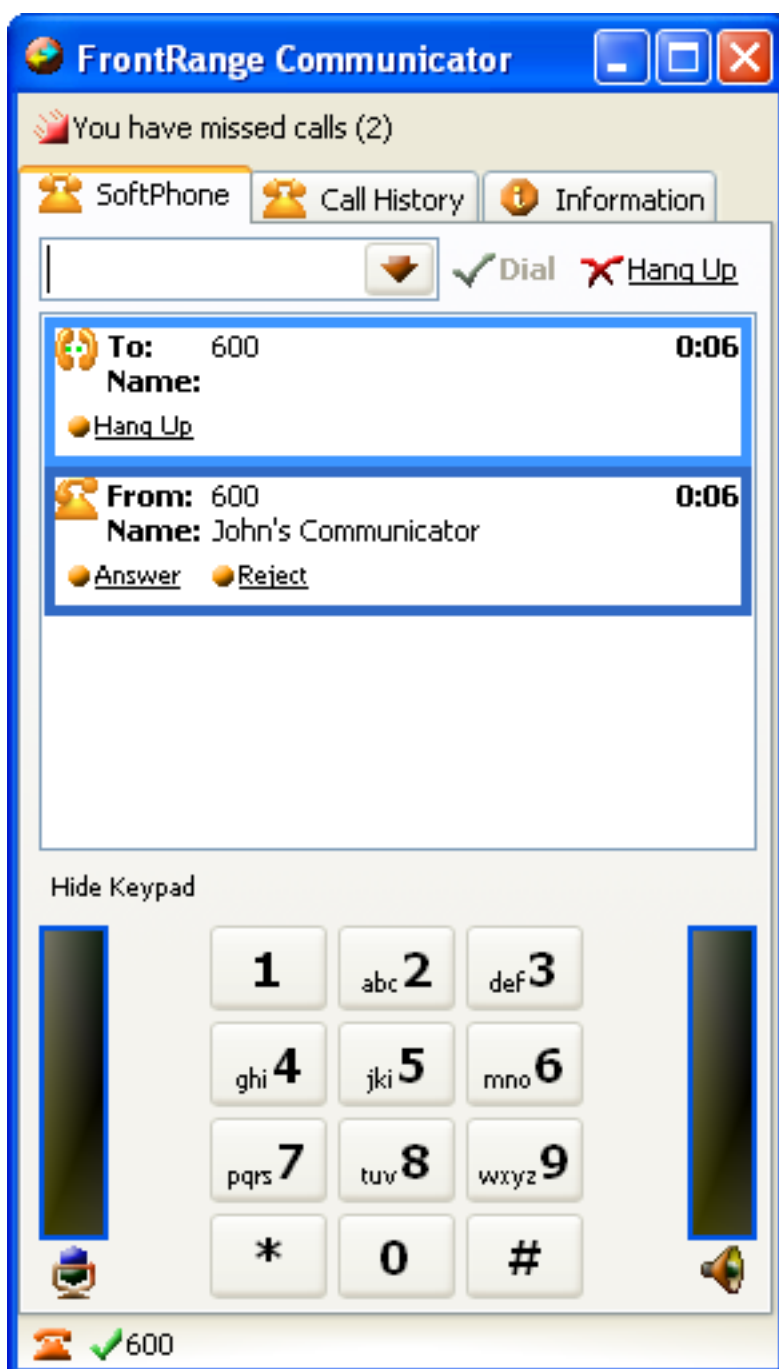 FrontRange Communicator
You have missed calls (2)
SoftPhone Call History Information
Dial Hang Up
To: 600 0:06
Name:
Hang Up
From: 600 0:06
Name: John's Communicator
Answer Reject
Hide Keypad
1 abc 2 def 3
ghi 4 jki 5 mno 6
pqrs 7 tuv 8 wxyz 9
* 0 #
600